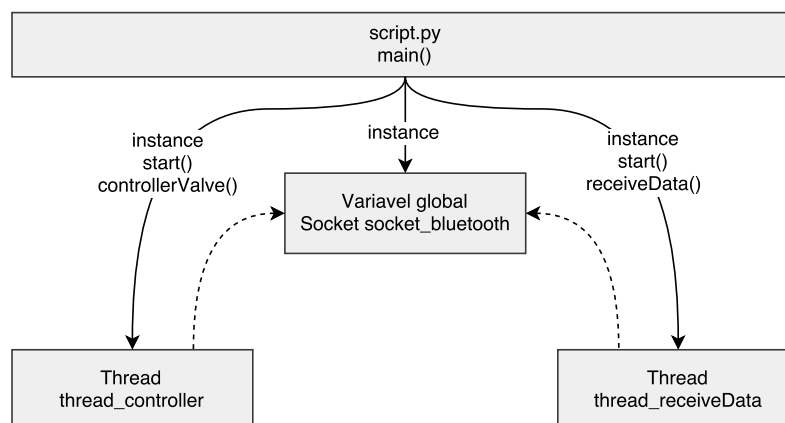 script.py
main()
instance
start()
controllerValve()
instance
instance
start()
receiveData()
Variavel global
Socket socket_bluetooth
Thread
thread_controller
Thread
thread_receiveData